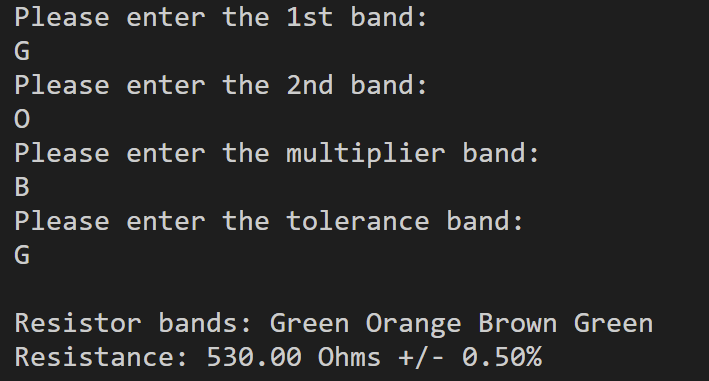 Please enter the 1st band:
G
Please enter the 2nd band:
O
Please enter the multiplier band:
B
Please enter the tolerance band:
G
Resistor bands: Green Orange Brown Green
Resistance: 530.00 Ohms +/- 0.50%